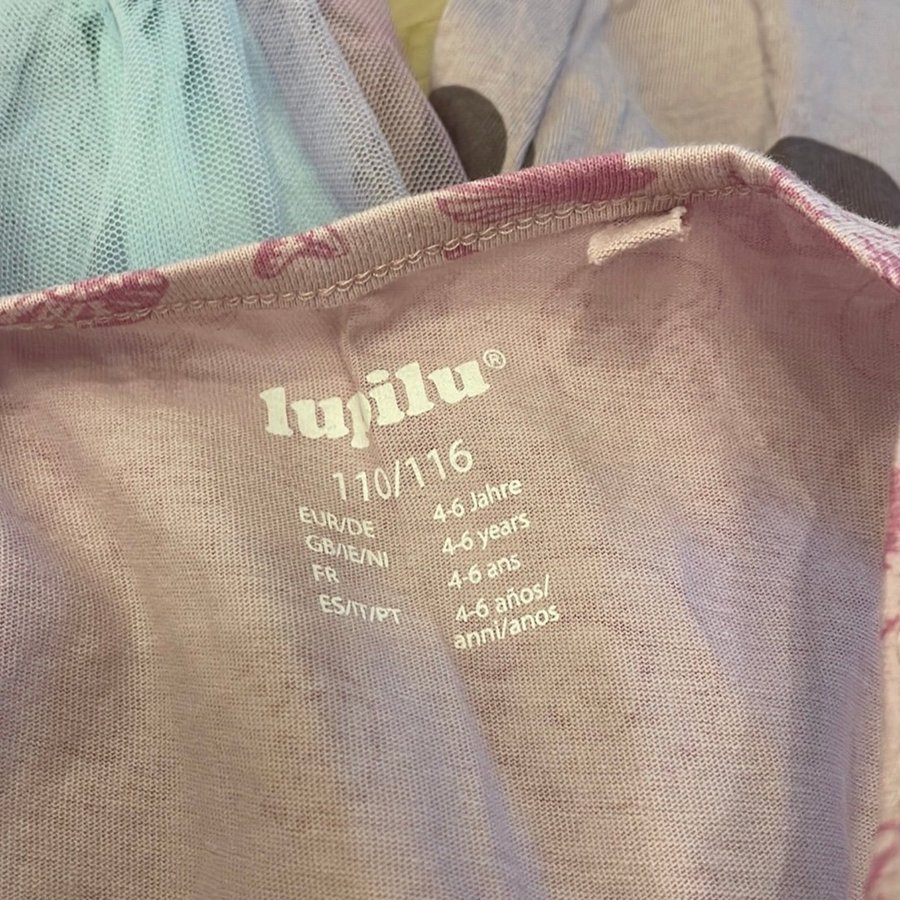 lupilu®
110/116
EUR/DE 4-6 Jahre
GB/IE/NI 4-6 years
FR 4-6 ans
ES/IT/PT 4-6 años/
anni/anos